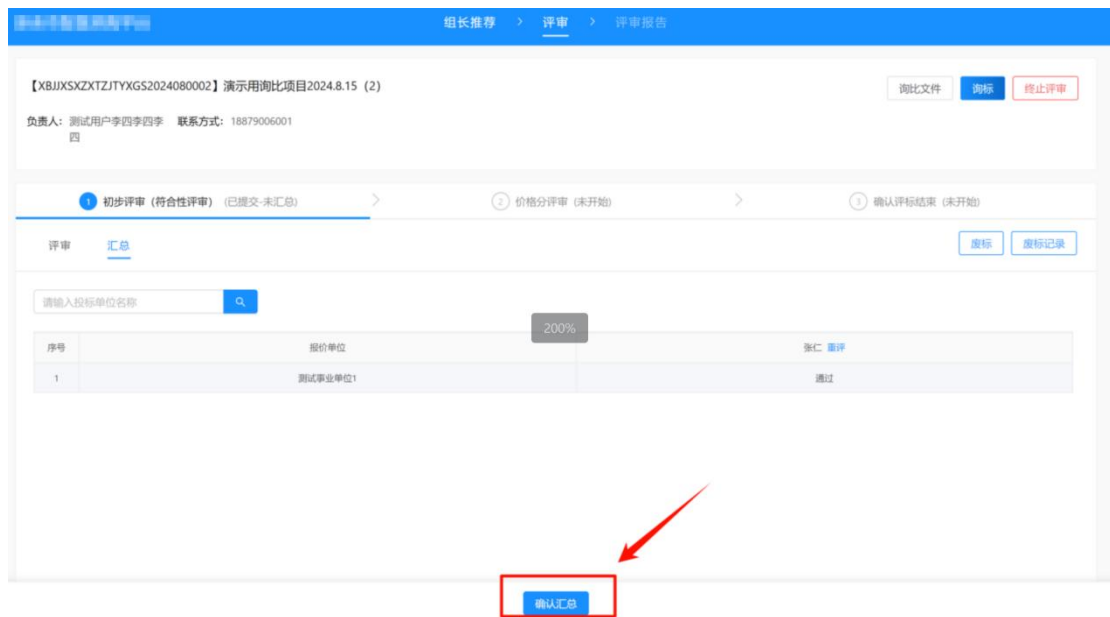 组长推荐 > 评审 > 评审报告
【XBJJXSXZXTZJTYXGS2024080002】演示用询比项目2024.8.15（2）
询比文件 询标 终止评审
负责人： 测试用户李四李四李四 联系方式： 18879006001
1 初步评审（符合性评审） （已提交-未汇总） > 2 价格分评审（未开始） > 3 确认评标结束（未开始）
评审 汇总 废标 废标记录
请输入投标单位名称
200%
序号 报价单位 张仁 重评
1 测试事业单位1 通过
确认汇总